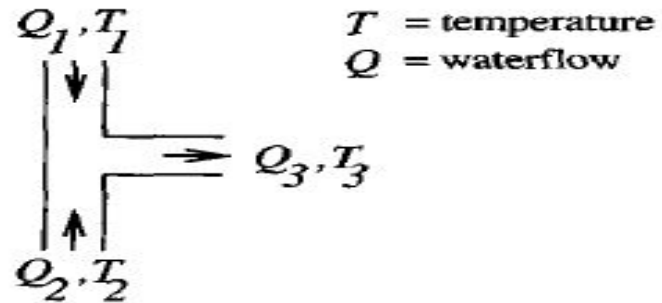 Q₁,T₁
T = temperature
Q = waterflow
Q₃,T₃
Q₂,T₂